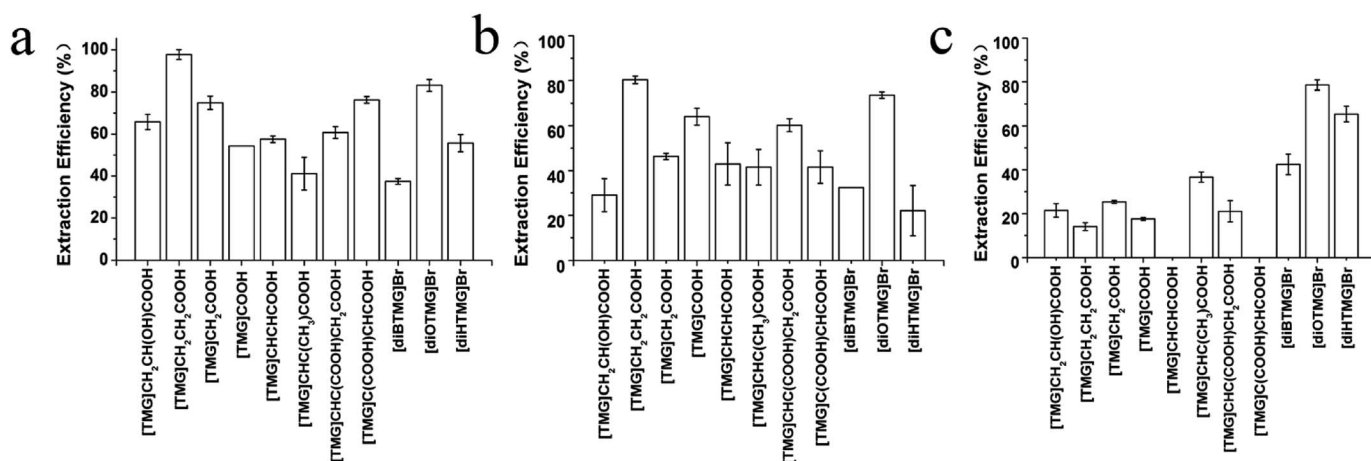 a
Extraction Efficiency (%)
100
80
60
40
20
0
[TMG]CH₂CH(OH)COOH
[TMG]CH₂CH₂COOH
[TMG]CH₂COOH
[TMG]COOH
[TMG]CHCHCOOH
[TMG]CHC(CH₃)COOH
[TMG]CHC(COOH)CH₂COOH
[TMG]C(COOH)CHCOOH
[diBTMG]Br
[diOTMG]Br
[diHTMG]Br
b
Extraction Efficiency (%)
100
80
60
40
20
0
[TMG]CH₂CH(OH)COOH
[TMG]CH₂CH₂COOH
[TMG]CH₂COOH
[TMG]COOH
[TMG]CHCHCOOH
[TMG]CHC(CH₃)COOH
[TMG]CHC(COOH)CH₂COOH
[TMG]C(COOH)CHCOOH
[diBTMG]Br
[diOTMG]Br
[diHTMG]Br
c
Extraction Efficiency (%)
100
80
60
40
20
0
[TMG]CH₂CH(OH)COOH
[TMG]CH₂CH₂COOH
[TMG]CH₂COOH
[TMG]COOH
[TMG]CHCHCOOH
[TMG]CHC(CH₃)COOH
[TMG]CHC(COOH)CH₂COOH
[TMG]C(COOH)CHCOOH
[diBTMG]Br
[diOTMG]Br
[diHTMG]Br